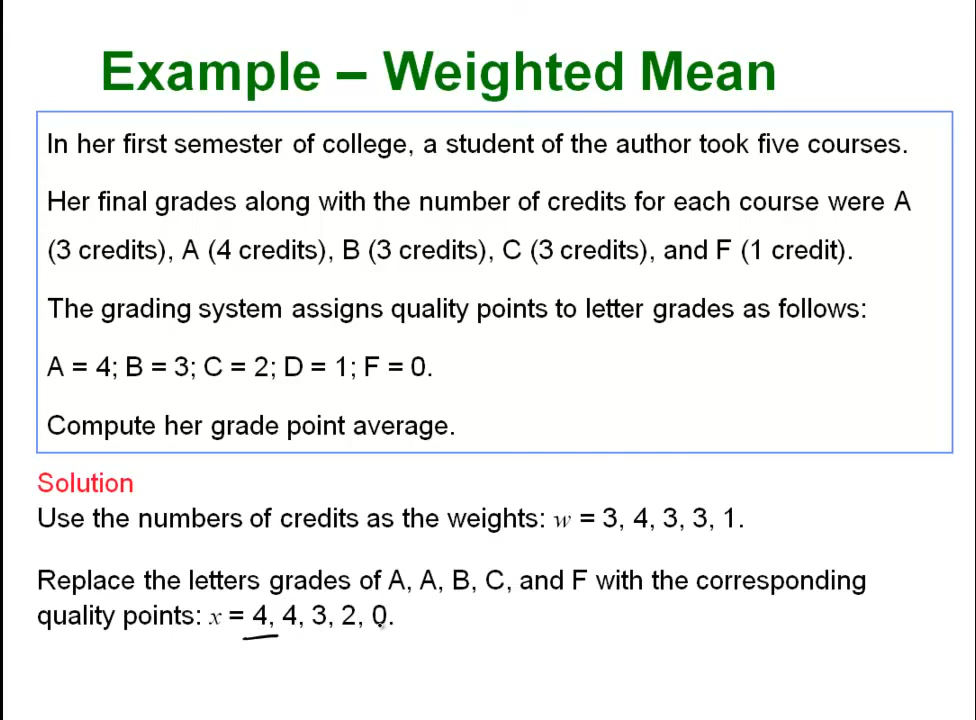 Example – Weighted Mean
In her first semester of college, a student of the author took five courses.
Her final grades along with the number of credits for each course were A
(3 credits), A (4 credits), B (3 credits), C (3 credits), and F (1 credit).
The grading system assigns quality points to letter grades as follows:
A = 4; B = 3; C = 2; D = 1; F = 0.
Compute her grade point average.
Solution
Use the numbers of credits as the weights: w = 3, 4, 3, 3, 1.
Replace the letters grades of A, A, B, C, and F with the corresponding
quality points: x = 4, 4, 3, 2, 0.